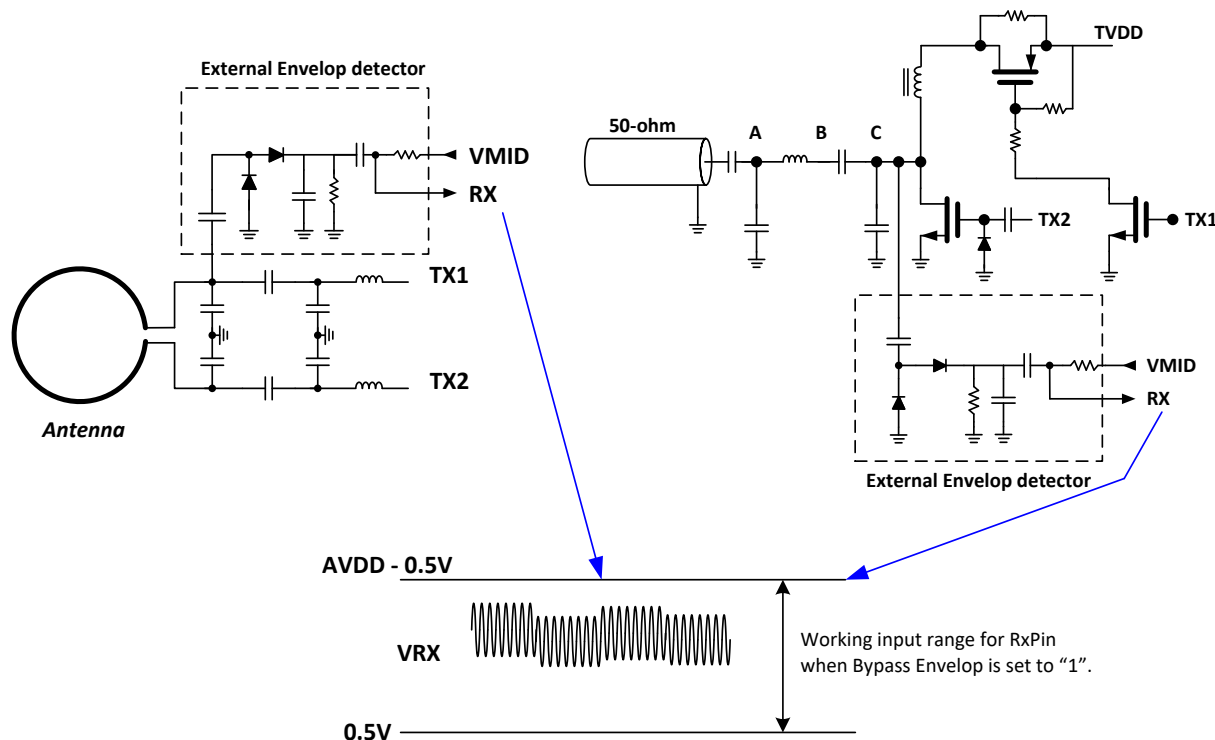 External Envelop detector
VMID
RX
TX1
TX2
Antenna
50-ohm
A
B
C
TVDD
TX2
TX1
VMID
RX
External Envelop detector
AVDD - 0.5V
VRX
Working input range for RxPin
when Bypass Envelop is set to “1”.
0.5V